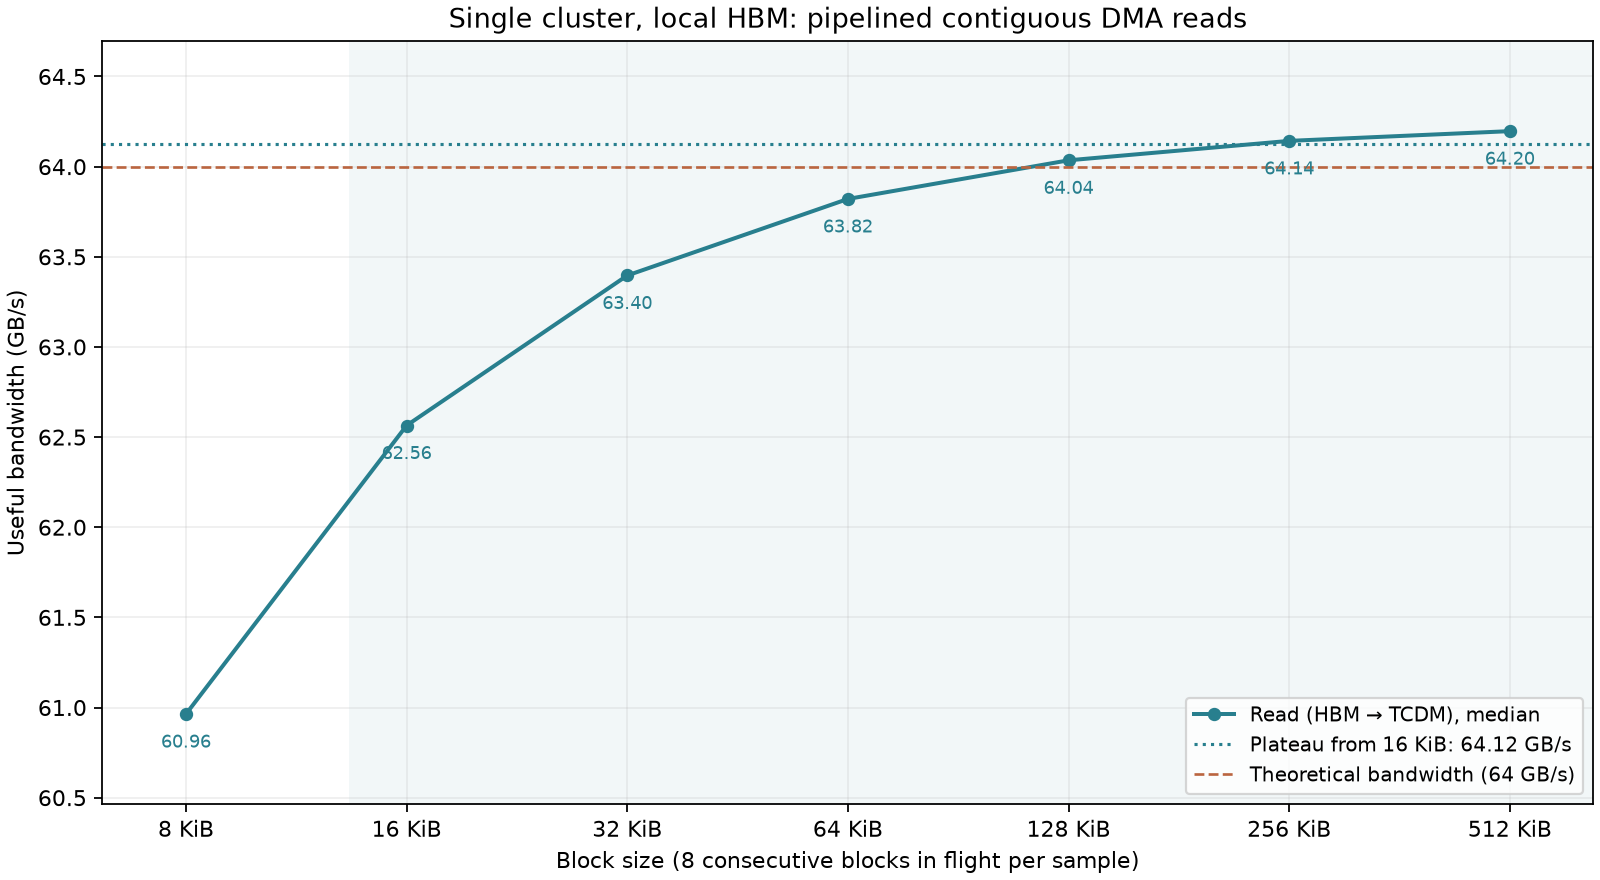 Single cluster, local HBM: pipelined contiguous DMA reads
Useful bandwidth (GB/s)
64.5
64.0
63.5
63.0
62.5
62.0
61.5
61.0
60.5
60.96
62.56
63.40
63.82
64.04
64.14
64.20
Read (HBM → TCDM), median
Plateau from 16 KiB: 64.12 GB/s
Theoretical bandwidth (64 GB/s)
8 KiB
16 KiB
32 KiB
64 KiB
128 KiB
256 KiB
512 KiB
Block size (8 consecutive blocks in flight per sample)